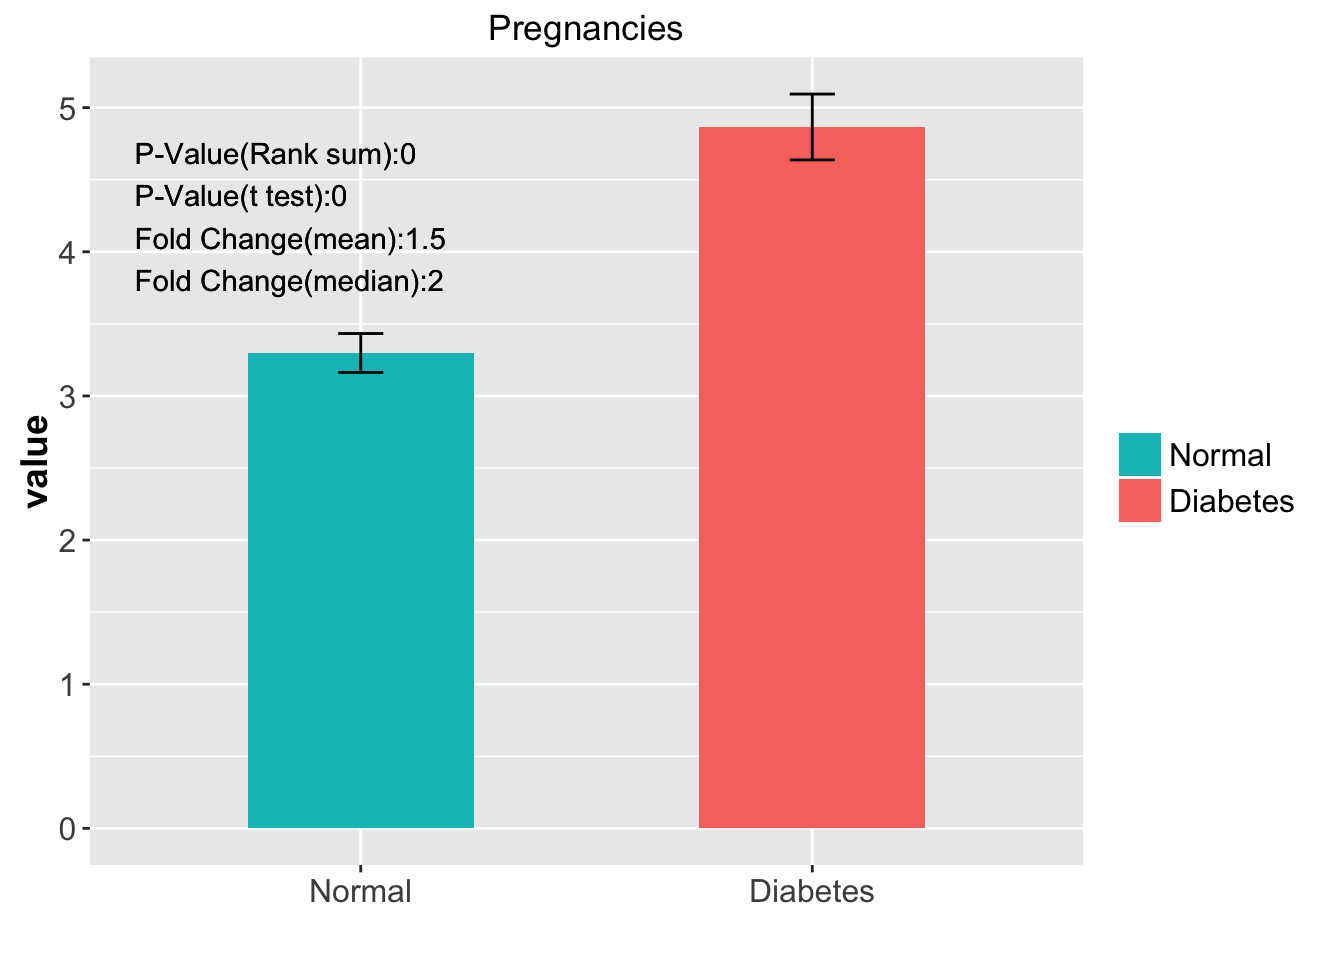 Pregnancies
5
P-Value(Rank sum):0
P-Value(t test):0
Fold Change(mean):1.5
4
Fold Change(median):2
3
value
Normal
Diabetes
2
1
0
Normal
Diabetes